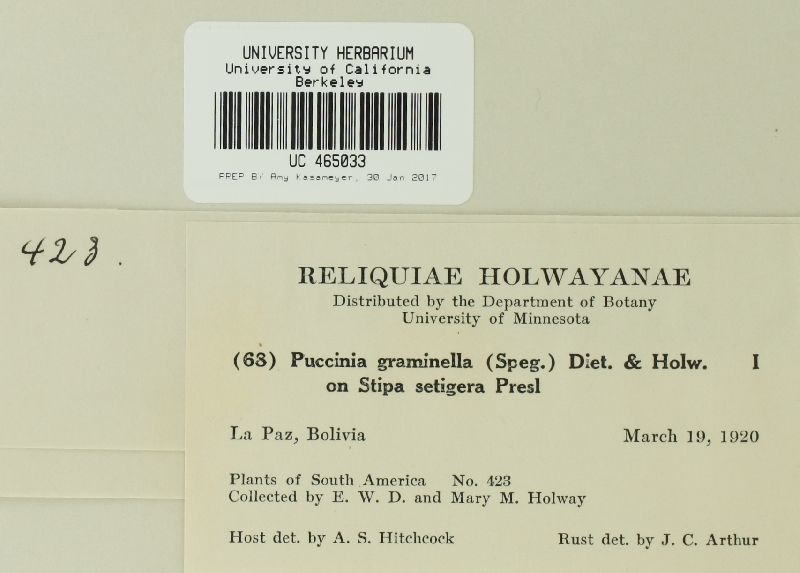 UNIVERSITY HERBARIUM
University of California
Berkeley
UC 465033
PREP BY Amy Kasameyer, 30 Jan 2017
423.
RELIQUIAE HOLWAYANAE
Distributed by the Department of Botany
University of Minnesota
(63) Puccinia graminella (Speg.) Diet. & Holw. I
on Stipa setigera Presl
La Paz, Bolivia March 19, 1920
Plants of South America No. 423
Collected by E. W. D. and Mary M. Holway
Host det. by A. S. Hitchcock Rust det. by J. C. Arthur